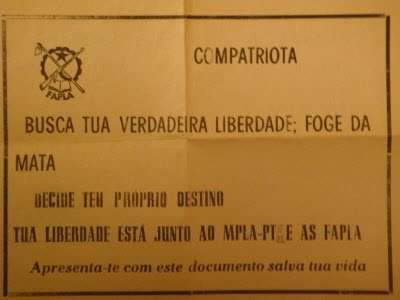 FAPLA
COMPATRIOTA
BUSCA TUA VERDADEIRA LIBERDADE; FOGE DA
MATA
DECIDE TEU PRÓPRIO DESTINO
TUA LIBERDADE ESTÁ JUNTO AO MPLA-PT E AS FAPLA
Apresenta-te com este documento salva tua vida